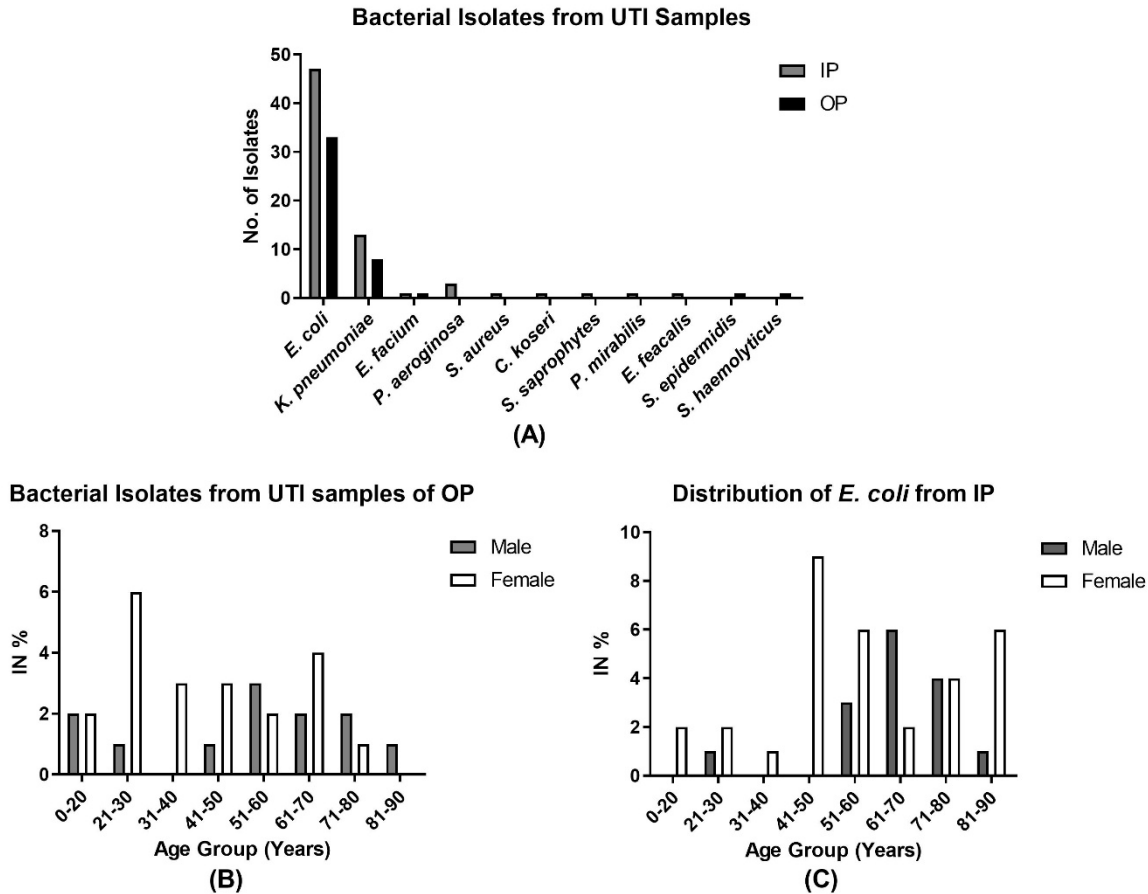 Bacterial Isolates from UTI Samples
IP
OP
No. of Isolates
50
40
30
20
10
0
E. coli
K. pneumoniae
E. facium
P. aeroginosa
S. aureus
C. koseri
S. saprophytes
P. mirabilis
E. feacalis
S. epidermidis
S. haemolyticus
(A)
Bacterial Isolates from UTI samples of OP
Male
Female
IN %
8
6
4
2
0
0-20
21-30
31-40
41-50
51-60
61-70
71-80
81-90
Age Group (Years)
(B)
Distribution of E. coli from IP
Male
Female
IN %
10
8
6
4
2
0
0-20
21-30
31-40
41-50
51-60
61-70
71-80
81-90
Age Group (Years)
(C)